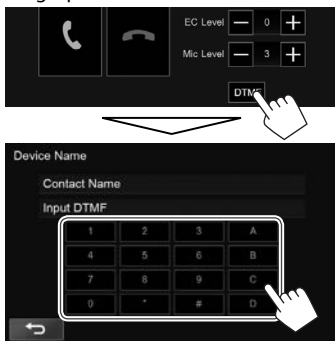 EC Level — 0 +
Mic Level — 3 +
DTMF
Device Name
Contact Name
Input DTMF
1 2 3 A
4 5 6 B
7 8 9 C
0 * # D